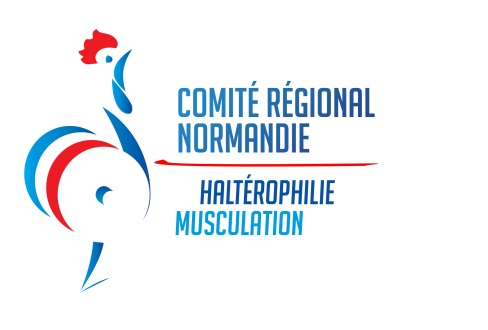 COMITÉ RÉGIONAL
NORMANDIE
HALTÉROPHILIE
MUSCULATION